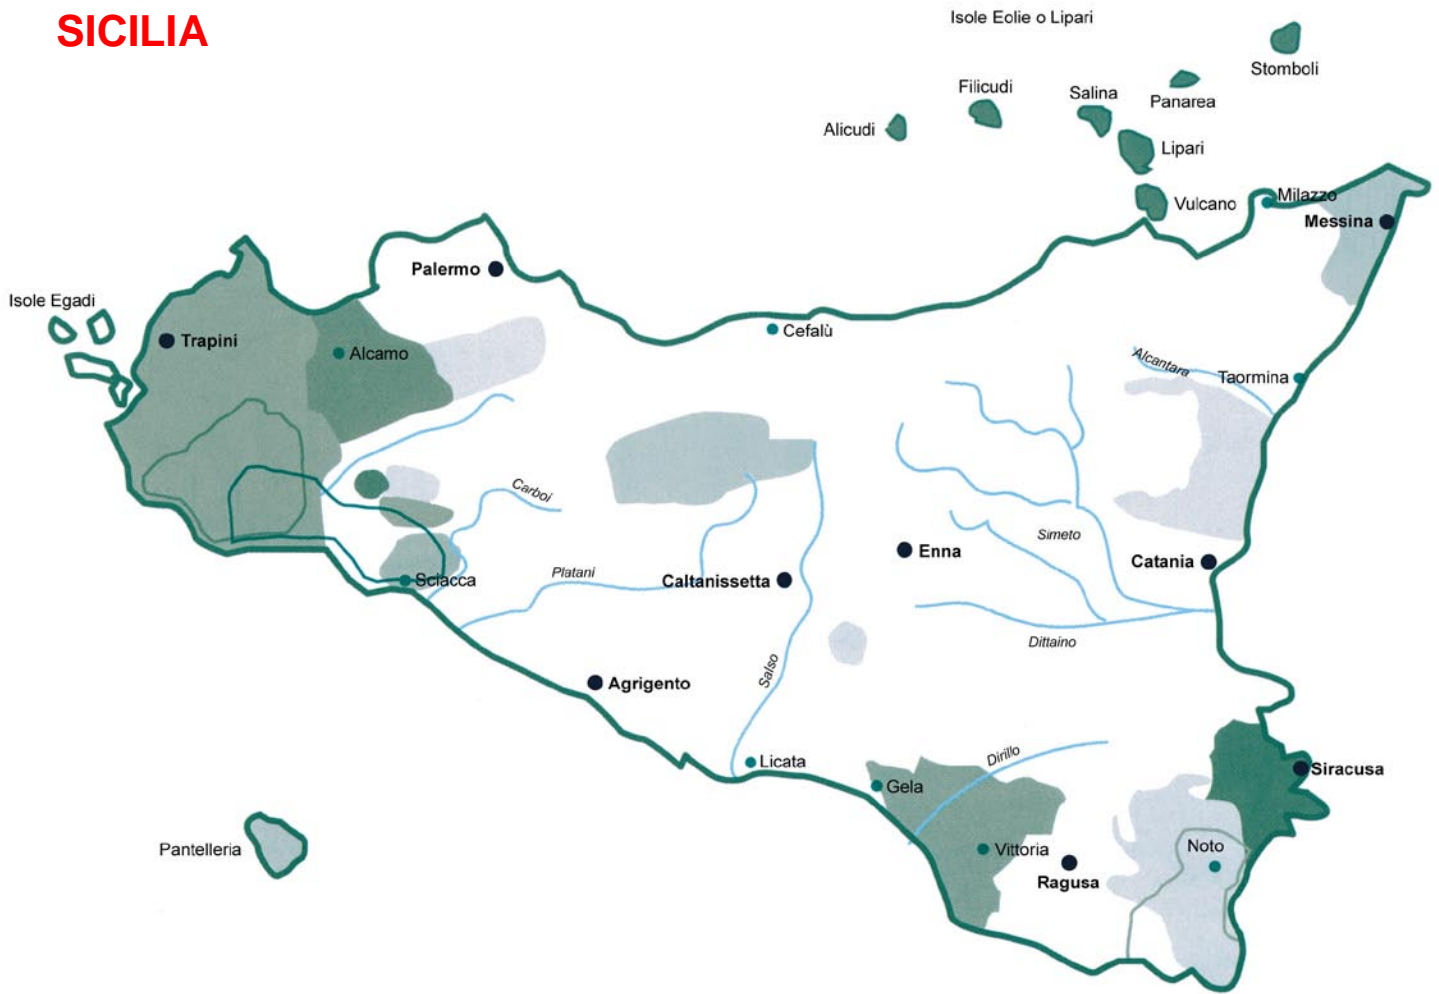 SICILIA
Isole Eolie o Lipari
Stomboli
Filicudi
Salina
Panarea
Alicudi
Lipari
Vulcano
Milazzo
Messina
Palermo
Isole Egadi
Trapini
Alcamo
Cefalù
Alcantara
Taormina
Carboi
Simeto
Enna
Catania
Platani
Caltanissetta
Sciacca
Dittaino
Salso
Agrigento
Dirillo
Licata
Siracusa
Gela
Pantelleria
Vittoria
Noto
Ragusa